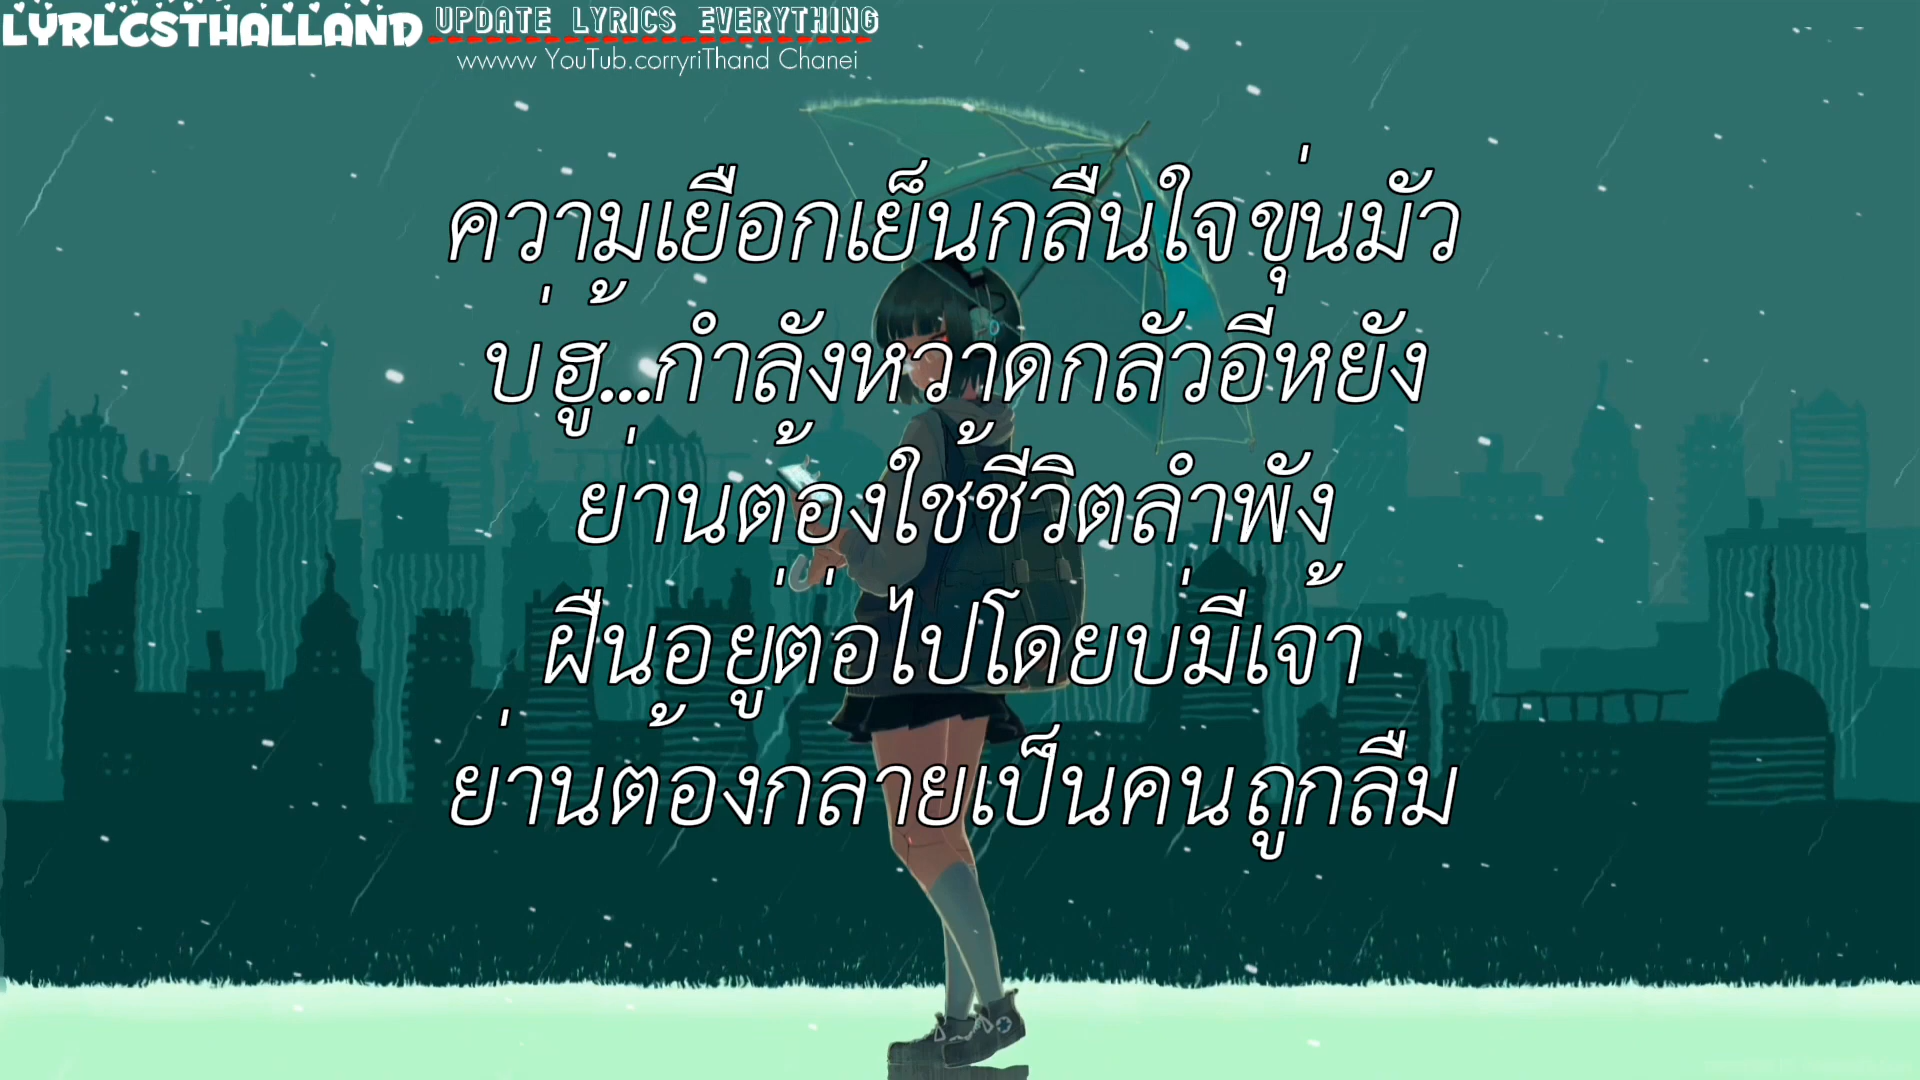 LYRLCSTHALLAND UPDATE LYRICS EVERYTHING
wwww YouTub.corryriThand Chanei
ความเยือกเย็นกลืนใจขุ่นมัว
บ่ฮู้...กำลังหวาดกลัวอีหยัง
ย่านต้องใช้ชีวิตลำพัง
ฝืนอยู่ต่อไปโดยบ่มีเจ้า
ย่านต้องกลายเป็นคนถูกลืม